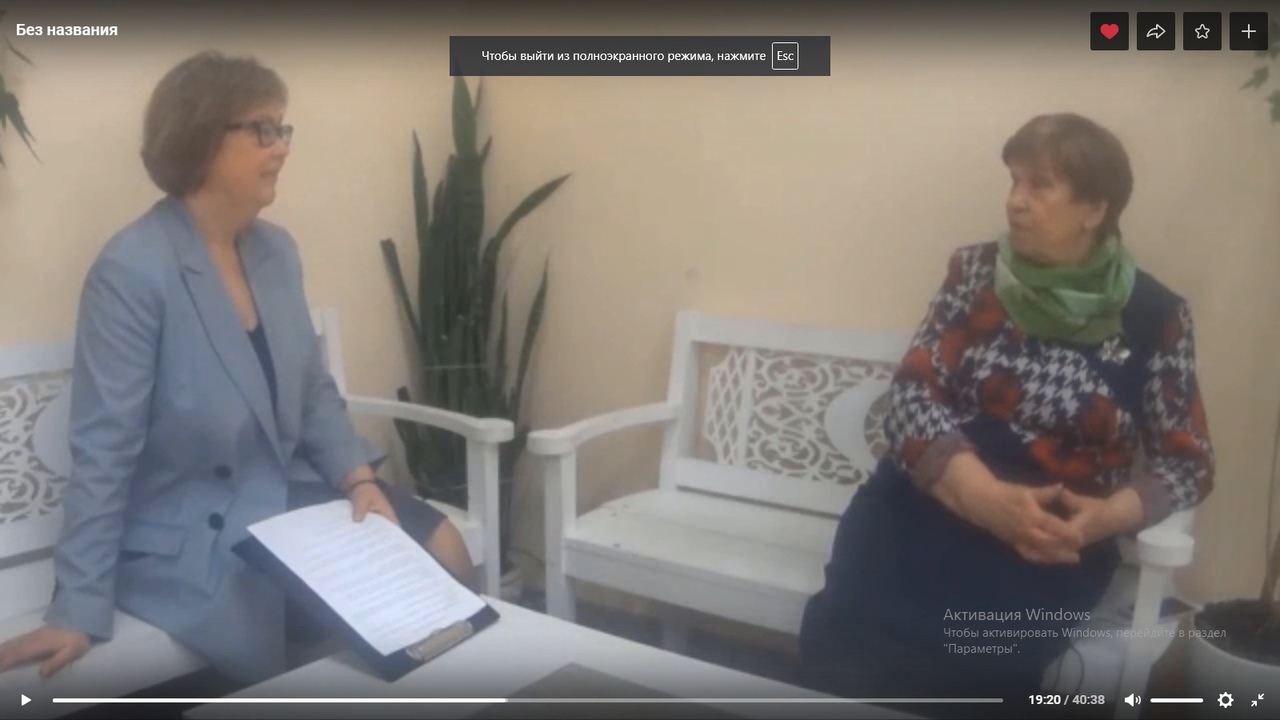 Без названия
Чтобы выйти из полноэкранного режима, нажмите Esc
Активация Windows
Чтобы активировать Windows, перейдите в раздел
"Параметры".
19:20 / 40:38